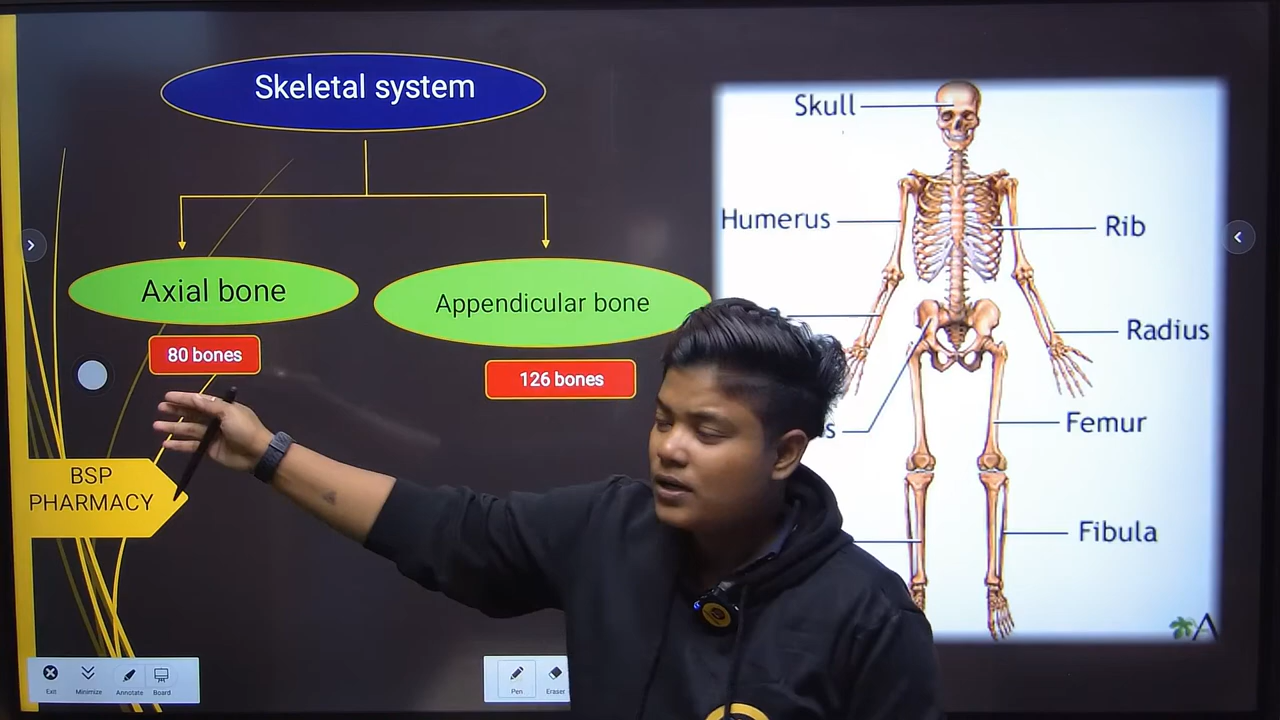 Skeletal system
Axial bone
Appendicular bone
80 bones
126 bones
BSP
PHARMACY
Skull
Humerus
Rib
Radius
Femur
Fibula
Exit
Minimize
Annotate
Board
Pen
Eraser